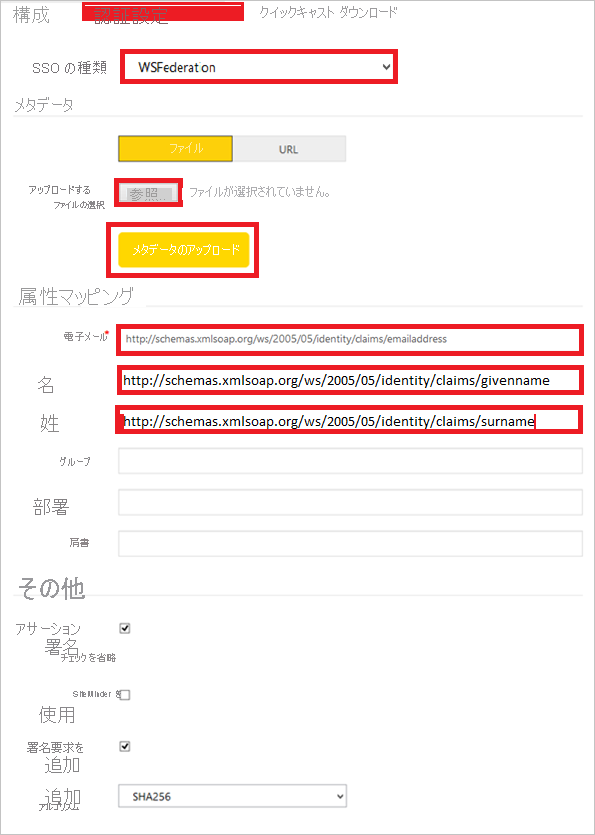 構成 認証設定 クイックキャスト ダウンロード
SSO の種類 WSFederation
メタデータ
ファイル URL
アップロードする
ファイルの選択 参照... ファイルが選択されていません。
メタデータのアップロード
属性マッピング
電子メール* http://schemas.xmlsoap.org/ws/2005/05/identity/claims/emailaddress
名 http://schemas.xmlsoap.org/ws/2005/05/identity/claims/givenname
姓 http://schemas.xmlsoap.org/ws/2005/05/identity/claims/surname
グループ
部署
肩書
その他
アサーション
署名
チェックを省略
SiteMinder を
使用
署名要求を
追加
追加 SHA256
アルゴリズム